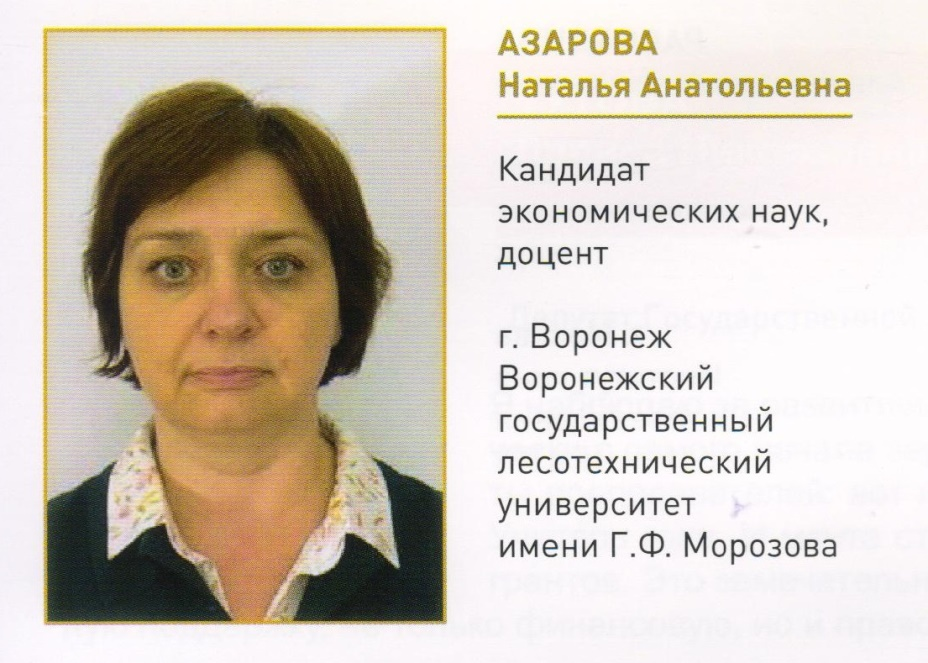 АЗАРОВА
Наталья Анатольевна
Кандидат
экономических наук,
доцент
г. Воронеж
Воронежский
государственный
лесотехнический
университет
имени Г.Ф. Морозова